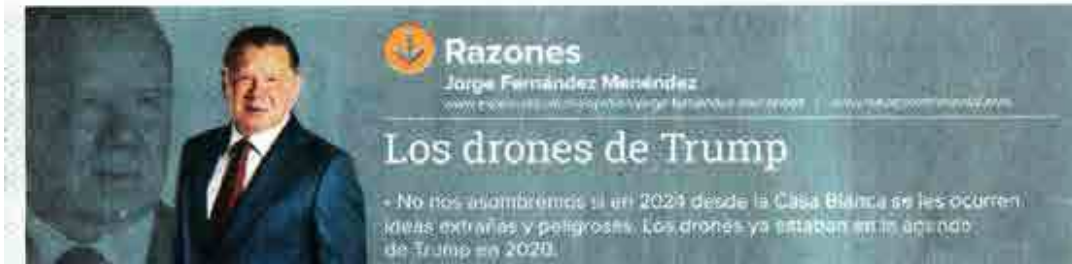 Razones
Jorge Fernández Menéndez
Los drones de Trump
• No nos asombremos si en 2024 desde la Casa Blanca se les ocurren
ideas extrañas y peligrosas. Los drones ya estaban en la agenda
de Trump en 2020.